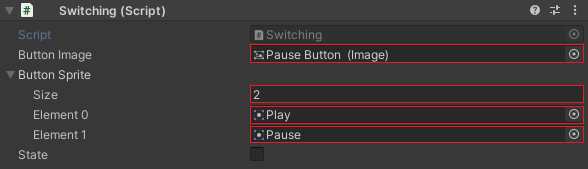 Switching (Script)
Script Switching
Button Image Pause Button (Image)
Button Sprite
Size 2
Element 0 Play
Element 1 Pause
State